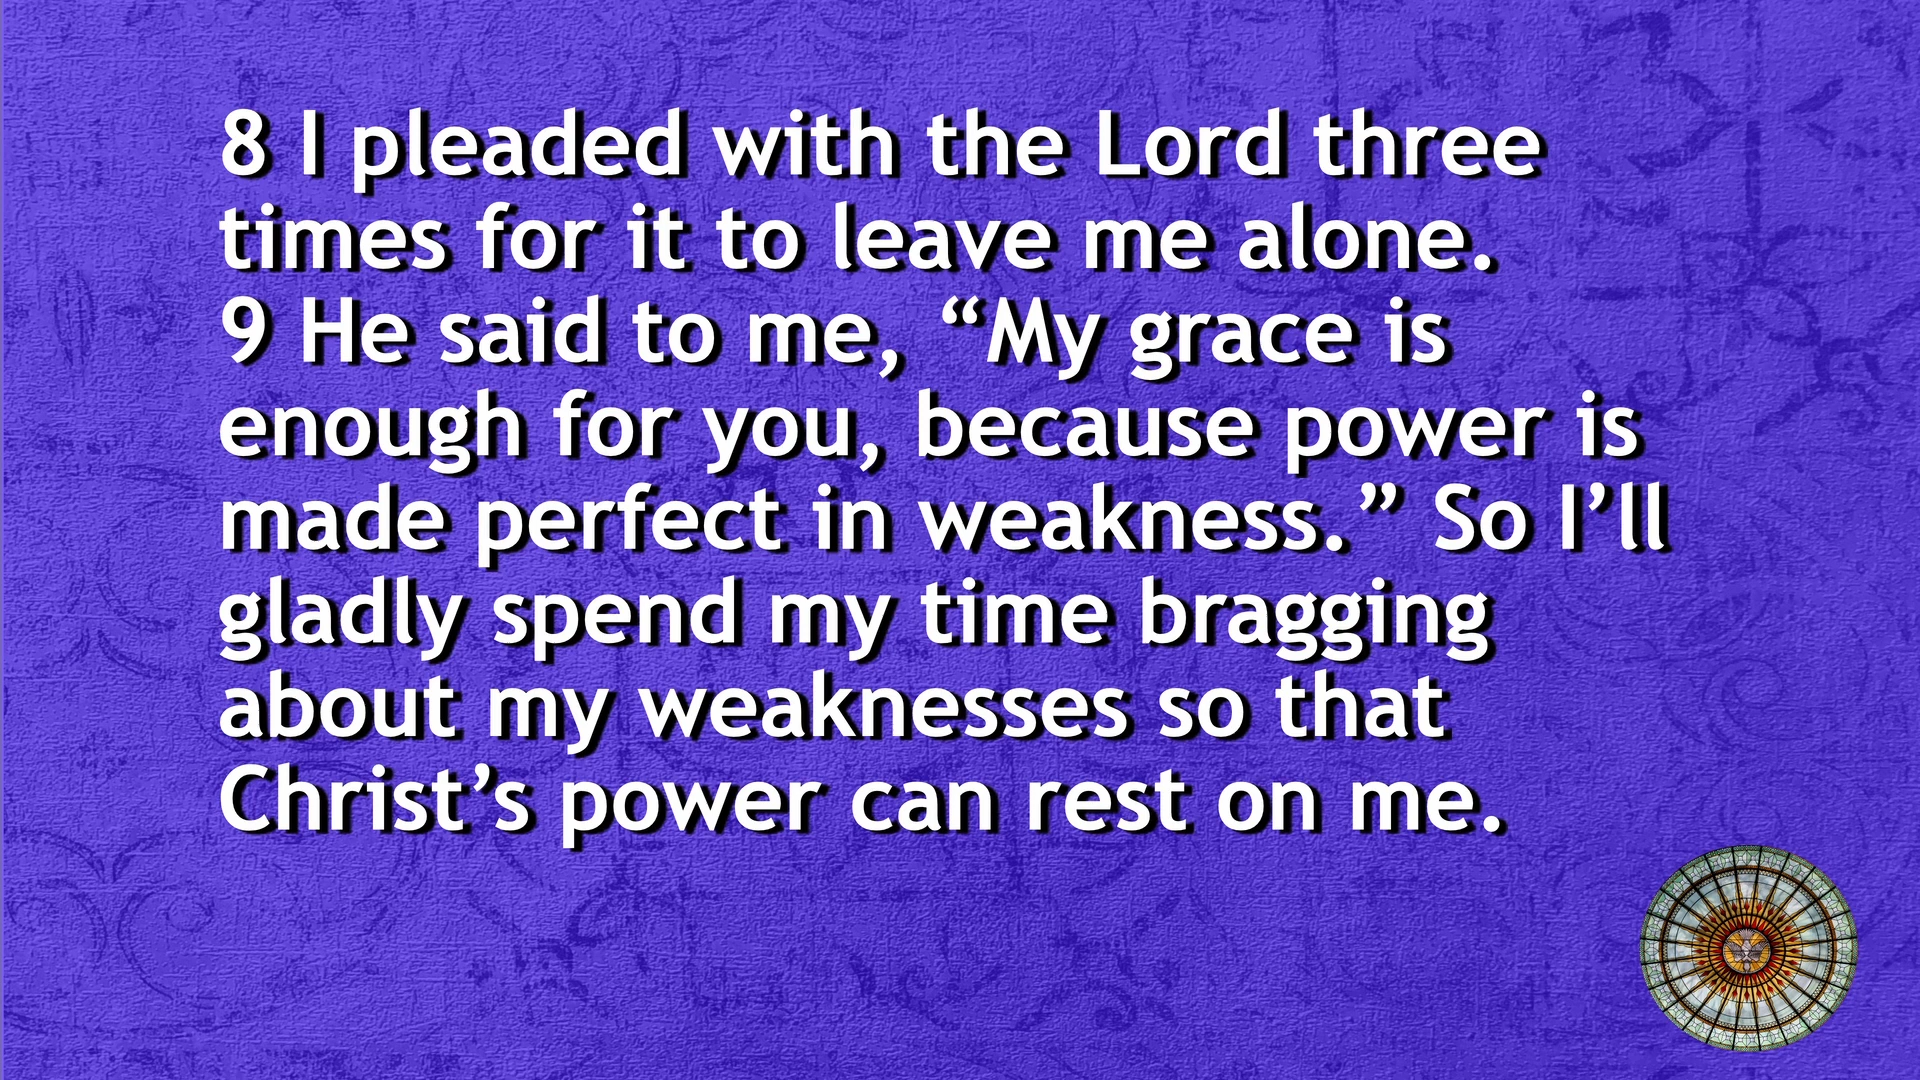 8 I pleaded with the Lord three
times for it to leave me alone.
9 He said to me, “My grace is
enough for you, because power is
made perfect in weakness.” So I’ll
gladly spend my time bragging
about my weaknesses so that
Christ’s power can rest on me.